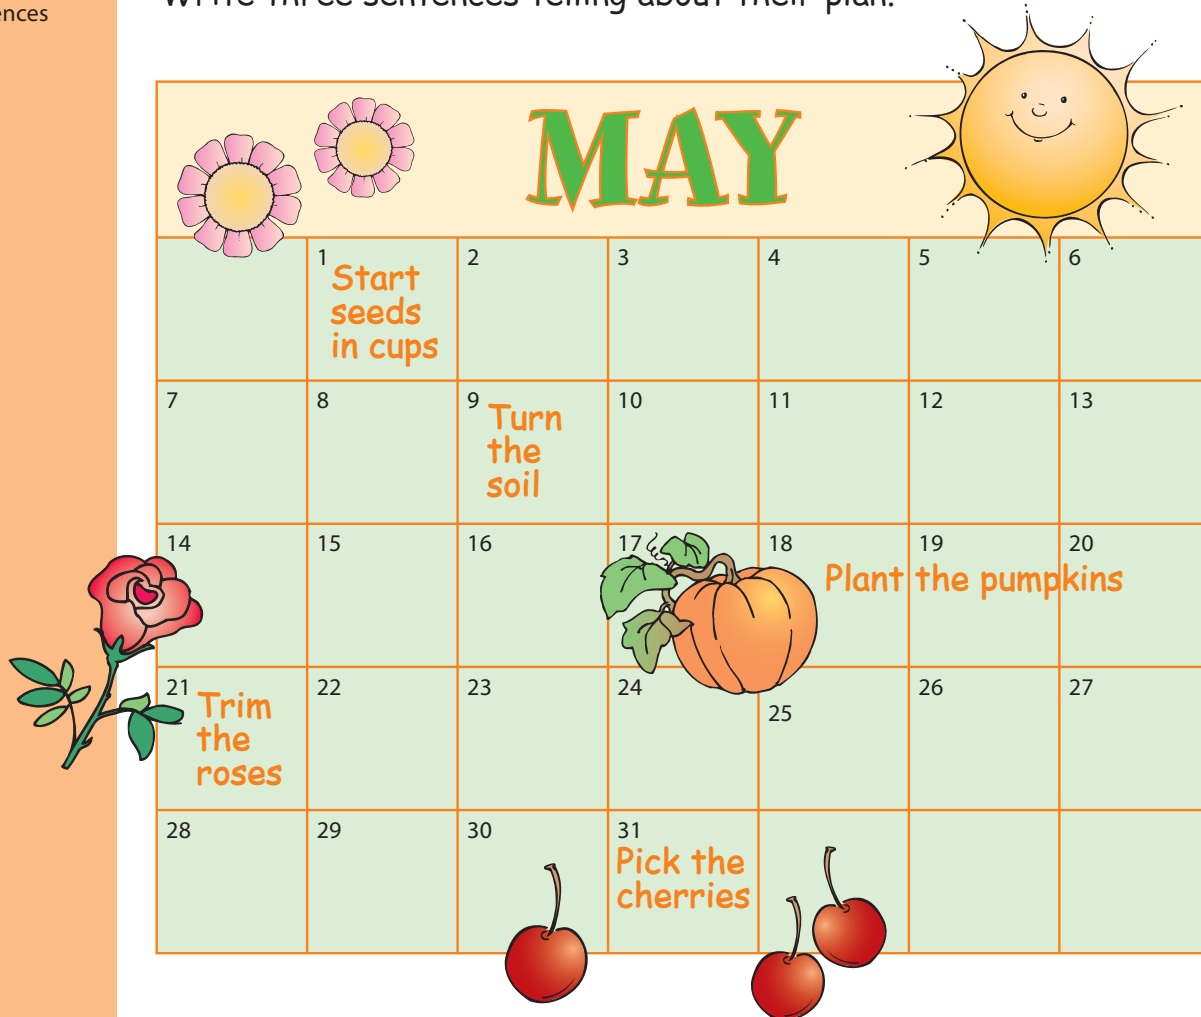 ences
Write three sentences telling about their plan.
MAY
1 2 3 4 5 6
Start
seeds
in cups
7 8 9 10 11 12 13
Turn
the
soil
14 15 16 17 18 19 20
Plant the pumpkins
21 22 23 24 25 26 27
Trim
the
roses
28 29 30 31
Pick the
cherries